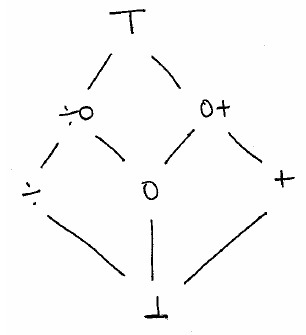 ⊤
÷0 0+
÷ 0 +
⊥